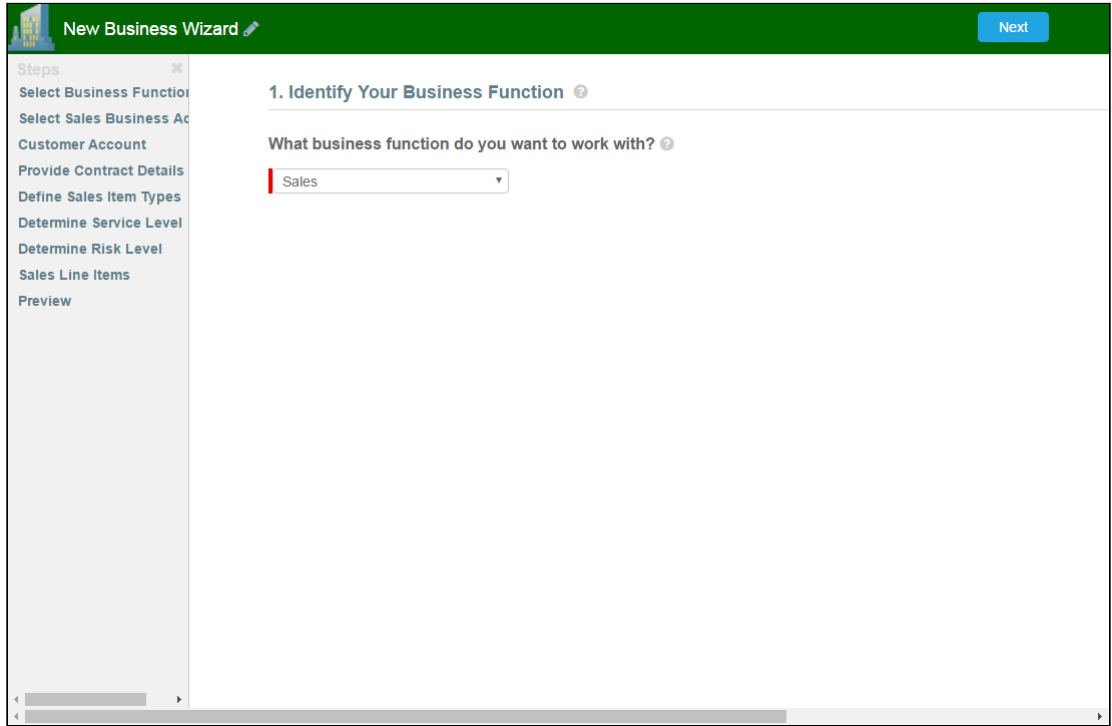 New Business Wizard
Next
Steps
Select Business Function
Select Sales Business Ac
Customer Account
Provide Contract Details
Define Sales Item Types
Determine Service Level
Determine Risk Level
Sales Line Items
Preview
1. Identify Your Business Function
What business function do you want to work with?
Sales